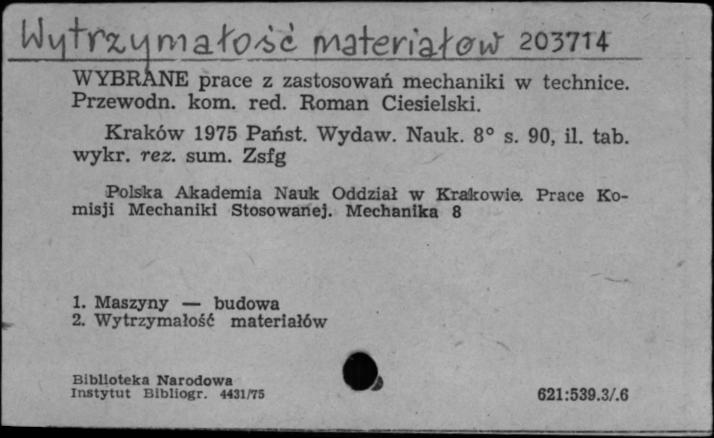 Wytrzymałość materiałów 203714
WYBRANE prace z zastosowań mechaniki w technice.
Przewodn. kom. red. Roman Ciesielski.
Kraków 1975 Państ. Wydaw. Nauk. 8° s. 90, il. tab.
wykr. rez. sum. Zsfg
Polska Akademia Nauk Oddział w Krakowie. Prace Ko-
misji Mechaniki Stosowanej. Mechanika 8
1. Maszyny — budowa
2. Wytrzymałość materiałów
Biblioteka Narodowa
Instytut Bibliogr. 4431/75
621:539.3/.6